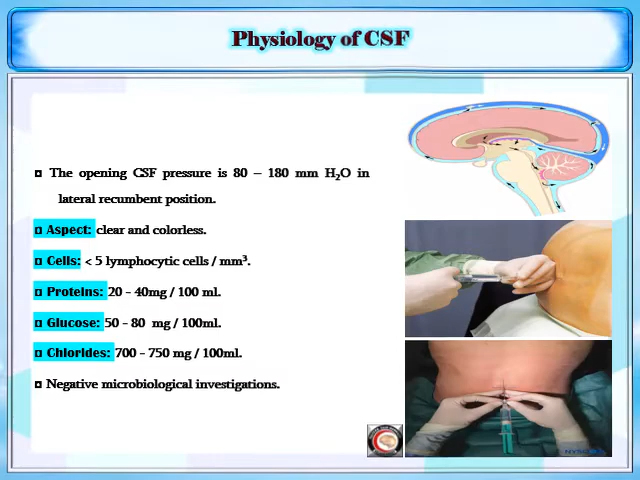 Physiology of CSF
◘ The opening CSF pressure is 80 – 180 mm H₂O in
lateral recumbent position.
◘ Aspect: clear and colorless.
◘ Cells: < 5 lymphocytic cells / mm³.
◘ Proteins: 20 - 40mg / 100 ml.
◘ Glucose: 50 - 80 mg / 100ml.
◘ Chlorides: 700 - 750 mg / 100ml.
◘ Negative microbiological investigations.